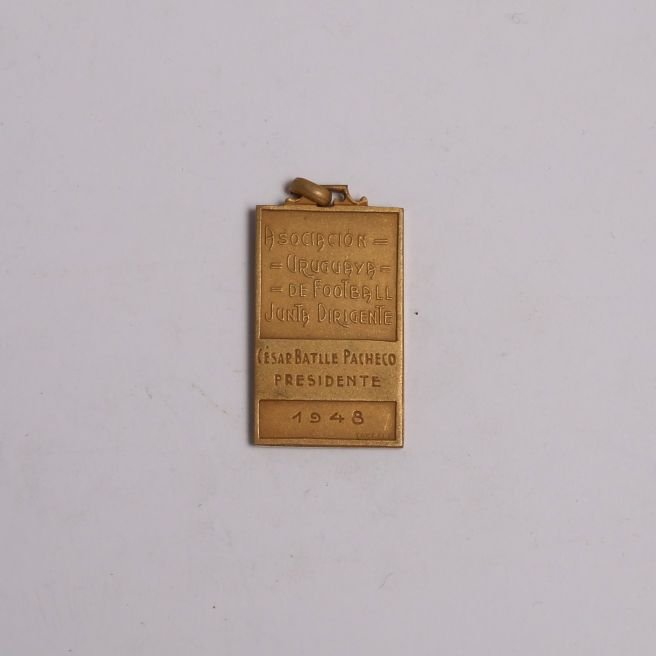 ASOCIACIÓN =
= URUGUAYA =
= DE FOOTBALL
JUNTA DIRIGENTE
CÉSAR BATLLE PACHECO
PRESIDENTE
1948